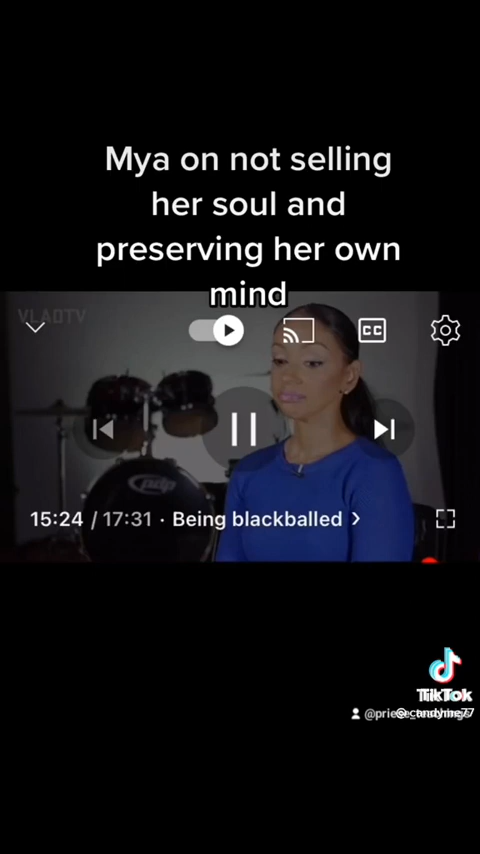 Mya on not selling
her soul and
preserving her own
mind
VLADTV
CC
pdp
15:24 / 17:31 · Being blackballed
TikTok